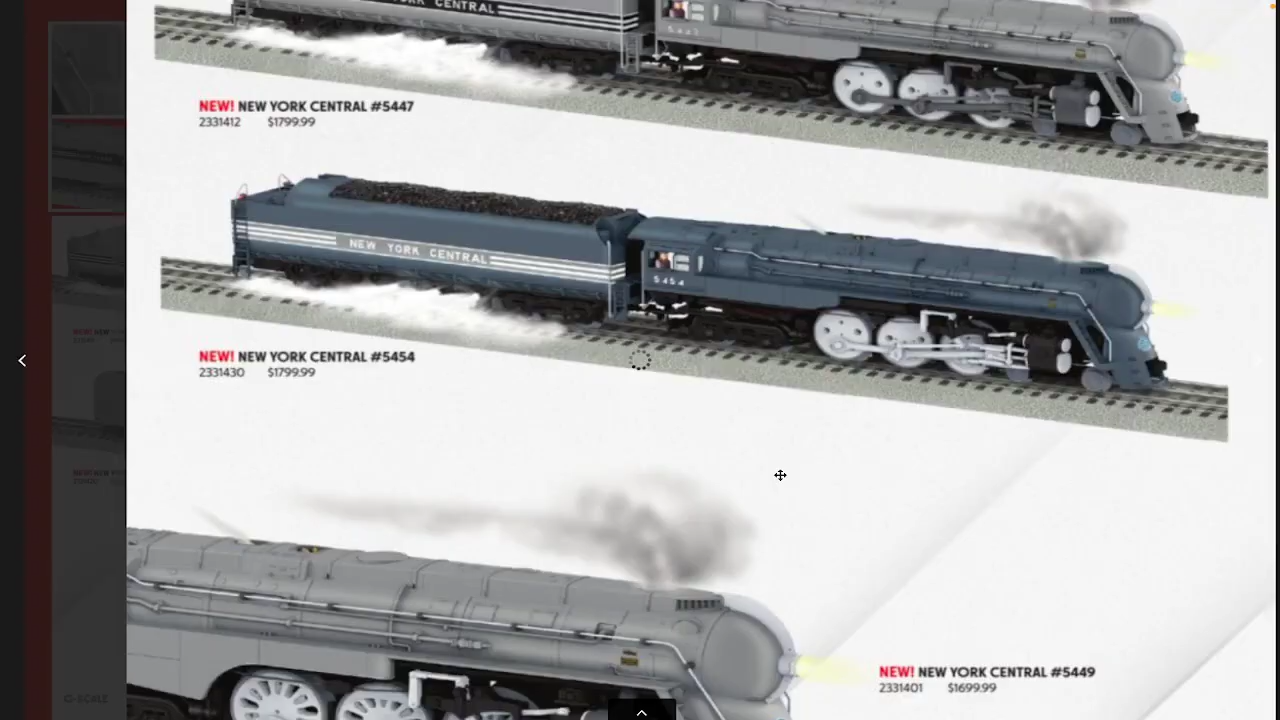 YORK CENTRAL
NEW! NEW YORK CENTRAL #5447
2331412 $1799.99
NEW YORK CENTRAL
5454
NEW! NEW YORK CENTRAL #5454
2331430 $1799.99
NEW! NEW YORK CENTRAL #5449
2331401 $1699.99
G-SCALE